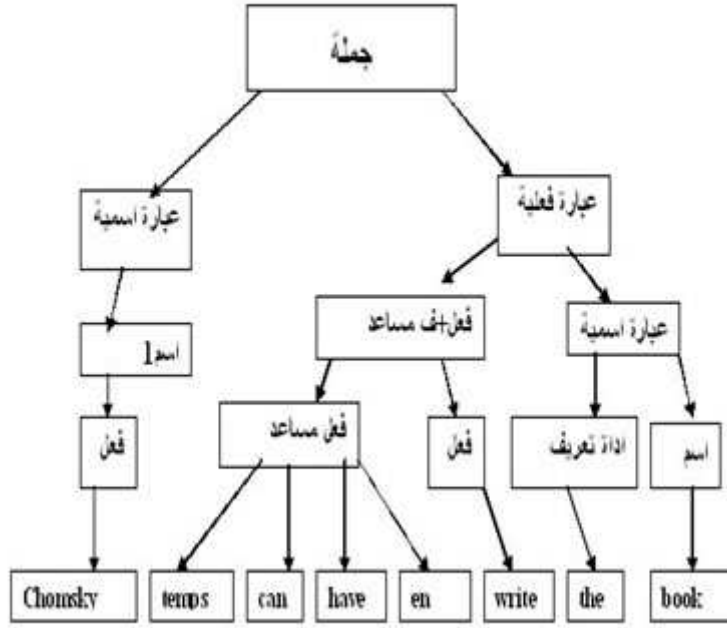 جملة
عبارة اسمية
عبارة فعلية
فعل+ف مساعد
عبارة اسمية
اسم1
فعل مساعد
فعل
فعل
اداة تعريف
اسم
Chomsky
temps
can
have
en
write
the
book